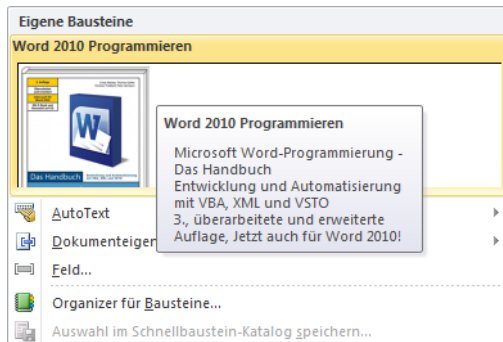 Eigene Bausteine
Word 2010 Programmieren
W
Das Handbuch
Word 2010 Programmieren
Microsoft Word-Programmierung -
Das Handbuch
Entwicklung und Automatisierung
mit VBA, XML und VSTO
3., überarbeitete und erweiterte
Auflage, Jetzt auch für Word 2010!
AutoText
Dokumenteigen
Feld...
Organizer für Bausteine...
Auswahl im Schnellbaustein-Katalog speichern...